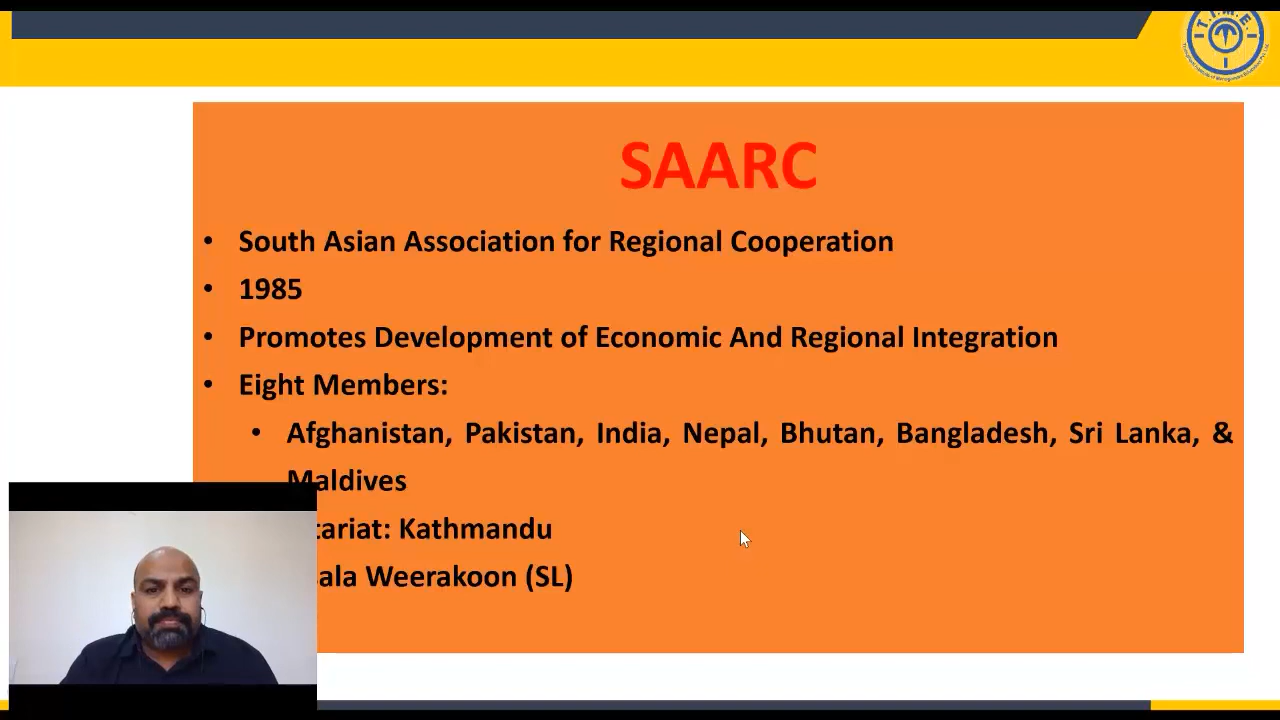 T.I.M.E.
SAARC
• South Asian Association for Regional Cooperation
• 1985
• Promotes Development of Economic And Regional Integration
• Eight Members:
• Afghanistan, Pakistan, India, Nepal, Bhutan, Bangladesh, Sri Lanka, &
Maldives
tariat: Kathmandu
ala Weerakoon (SL)